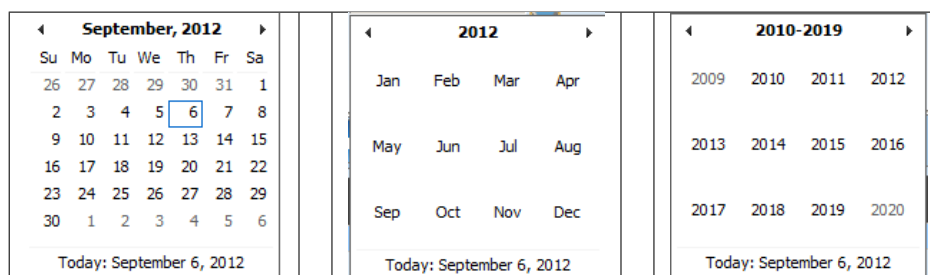 September, 2012
Su Mo Tu We Th Fr Sa
26 27 28 29 30 31 1
2 3 4 5 6 7 8
9 10 11 12 13 14 15
16 17 18 19 20 21 22
23 24 25 26 27 28 29
30 1 2 3 4 5 6
Today: September 6, 2012
2012
Jan Feb Mar Apr
May Jun Jul Aug
Sep Oct Nov Dec
Today: September 6, 2012
2010-2019
2009 2010 2011 2012
2013 2014 2015 2016
2017 2018 2019 2020
Today: September 6, 2012